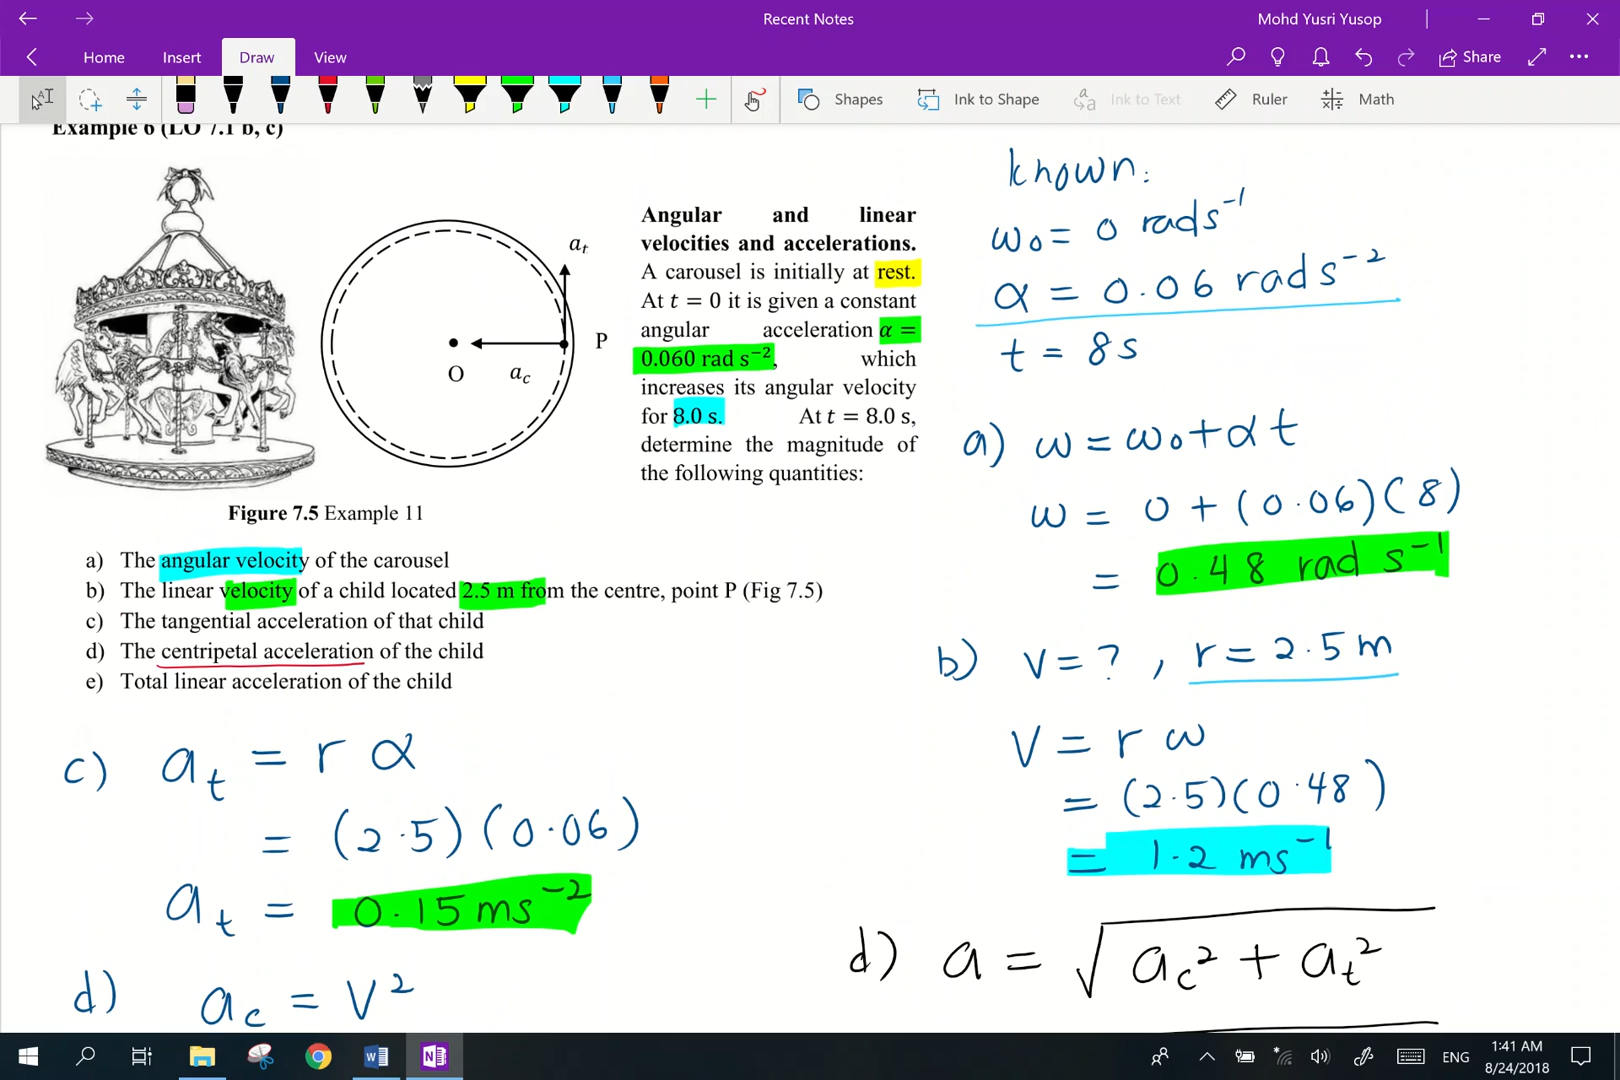 Recent Notes
Mohd Yusri Yusop
Home Insert Draw View
Share
Shapes Ink to Shape Ink to Text Ruler Math
Example 6 (LO 7.1 b, c)
aₜ
P
O
a_c
Figure 7.5 Example 11
Angular and linear
velocities and accelerations.
A carousel is initially at rest.
At t = 0 it is given a constant
angular acceleration α =
0.060 rad s⁻², which
increases its angular velocity
for 8.0 s. At t = 8.0 s,
determine the magnitude of
the following quantities:
a) The angular velocity of the carousel
b) The linear velocity of a child located 2.5 m from the centre, point P (Fig 7.5)
c) The tangential acceleration of that child
d) The centripetal acceleration of the child
e) Total linear acceleration of the child
known:
ω₀ = 0 rad s⁻¹
α = 0.06 rad s⁻²
t = 8 s
a) ω = ω₀ + αt
ω = 0 + (0.06)(8)
= 0.48 rad s⁻¹
b) v = ? , r = 2.5 m
V = r ω
= (2.5)(0.48)
= 1.2 ms⁻¹
c) aₜ = r α
= (2.5)(0.06)
aₜ = 0.15 ms⁻²
d) a_c = V²
d) a = √(a_c² + aₜ²)
ENG
1:41 AM
8/24/2018